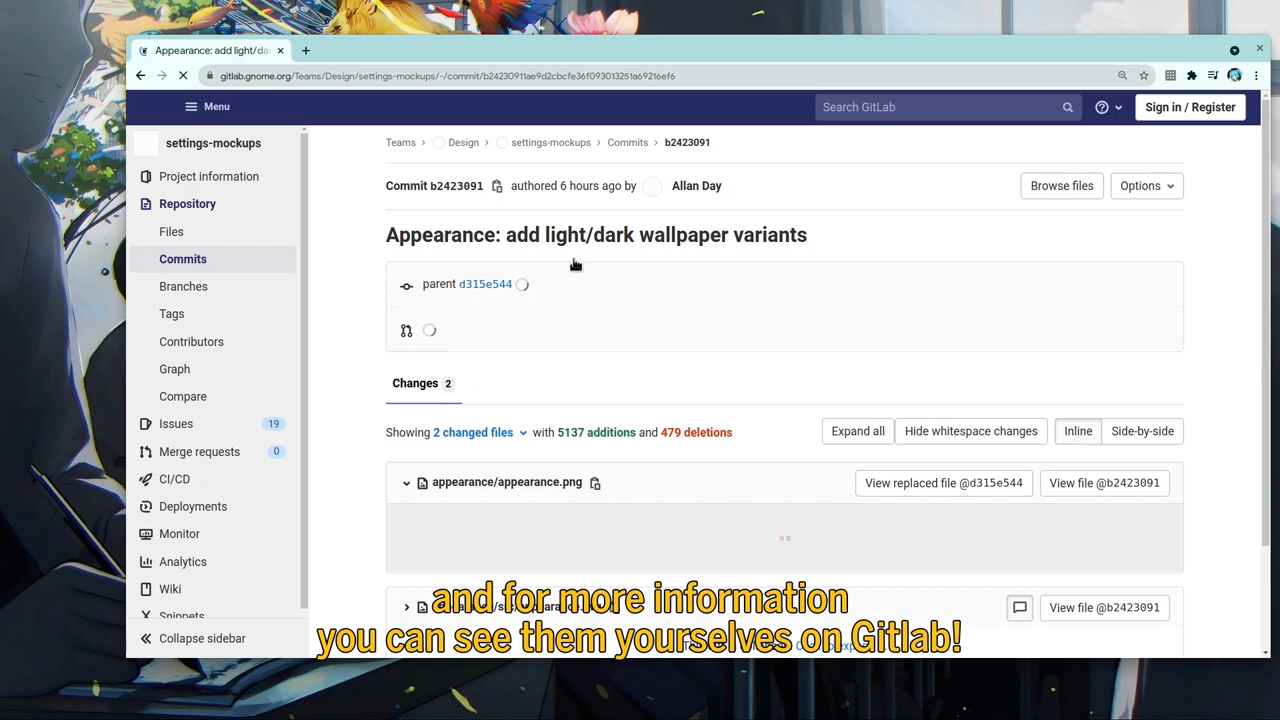 Appearance: add light/da
gitlab.gnome.org/Teams/Design/settings-mockups/-/commit/b24230911ae9d2cbcfe36f093013251a69216ef6
Menu
Search GitLab
Sign in / Register
settings-mockups
Project information
Repository
Files
Commits
Branches
Tags
Contributors
Graph
Compare
Issues 19
Merge requests 0
CI/CD
Deployments
Monitor
Analytics
Wiki
Snippets
Collapse sidebar
Teams > Design > settings-mockups > Commits > b2423091
Commit b2423091 authored 6 hours ago by Allan Day
Browse files
Options
Appearance: add light/dark wallpaper variants
parent d315e544
Changes 2
Showing 2 changed files with 5137 additions and 479 deletions
Expand all
Hide whitespace changes
Inline
Side-by-side
appearance/appearance.png
View replaced file @d315e544
View file @b2423091
View file @b2423091
and for more information
you can see them yourselves on Gitlab!